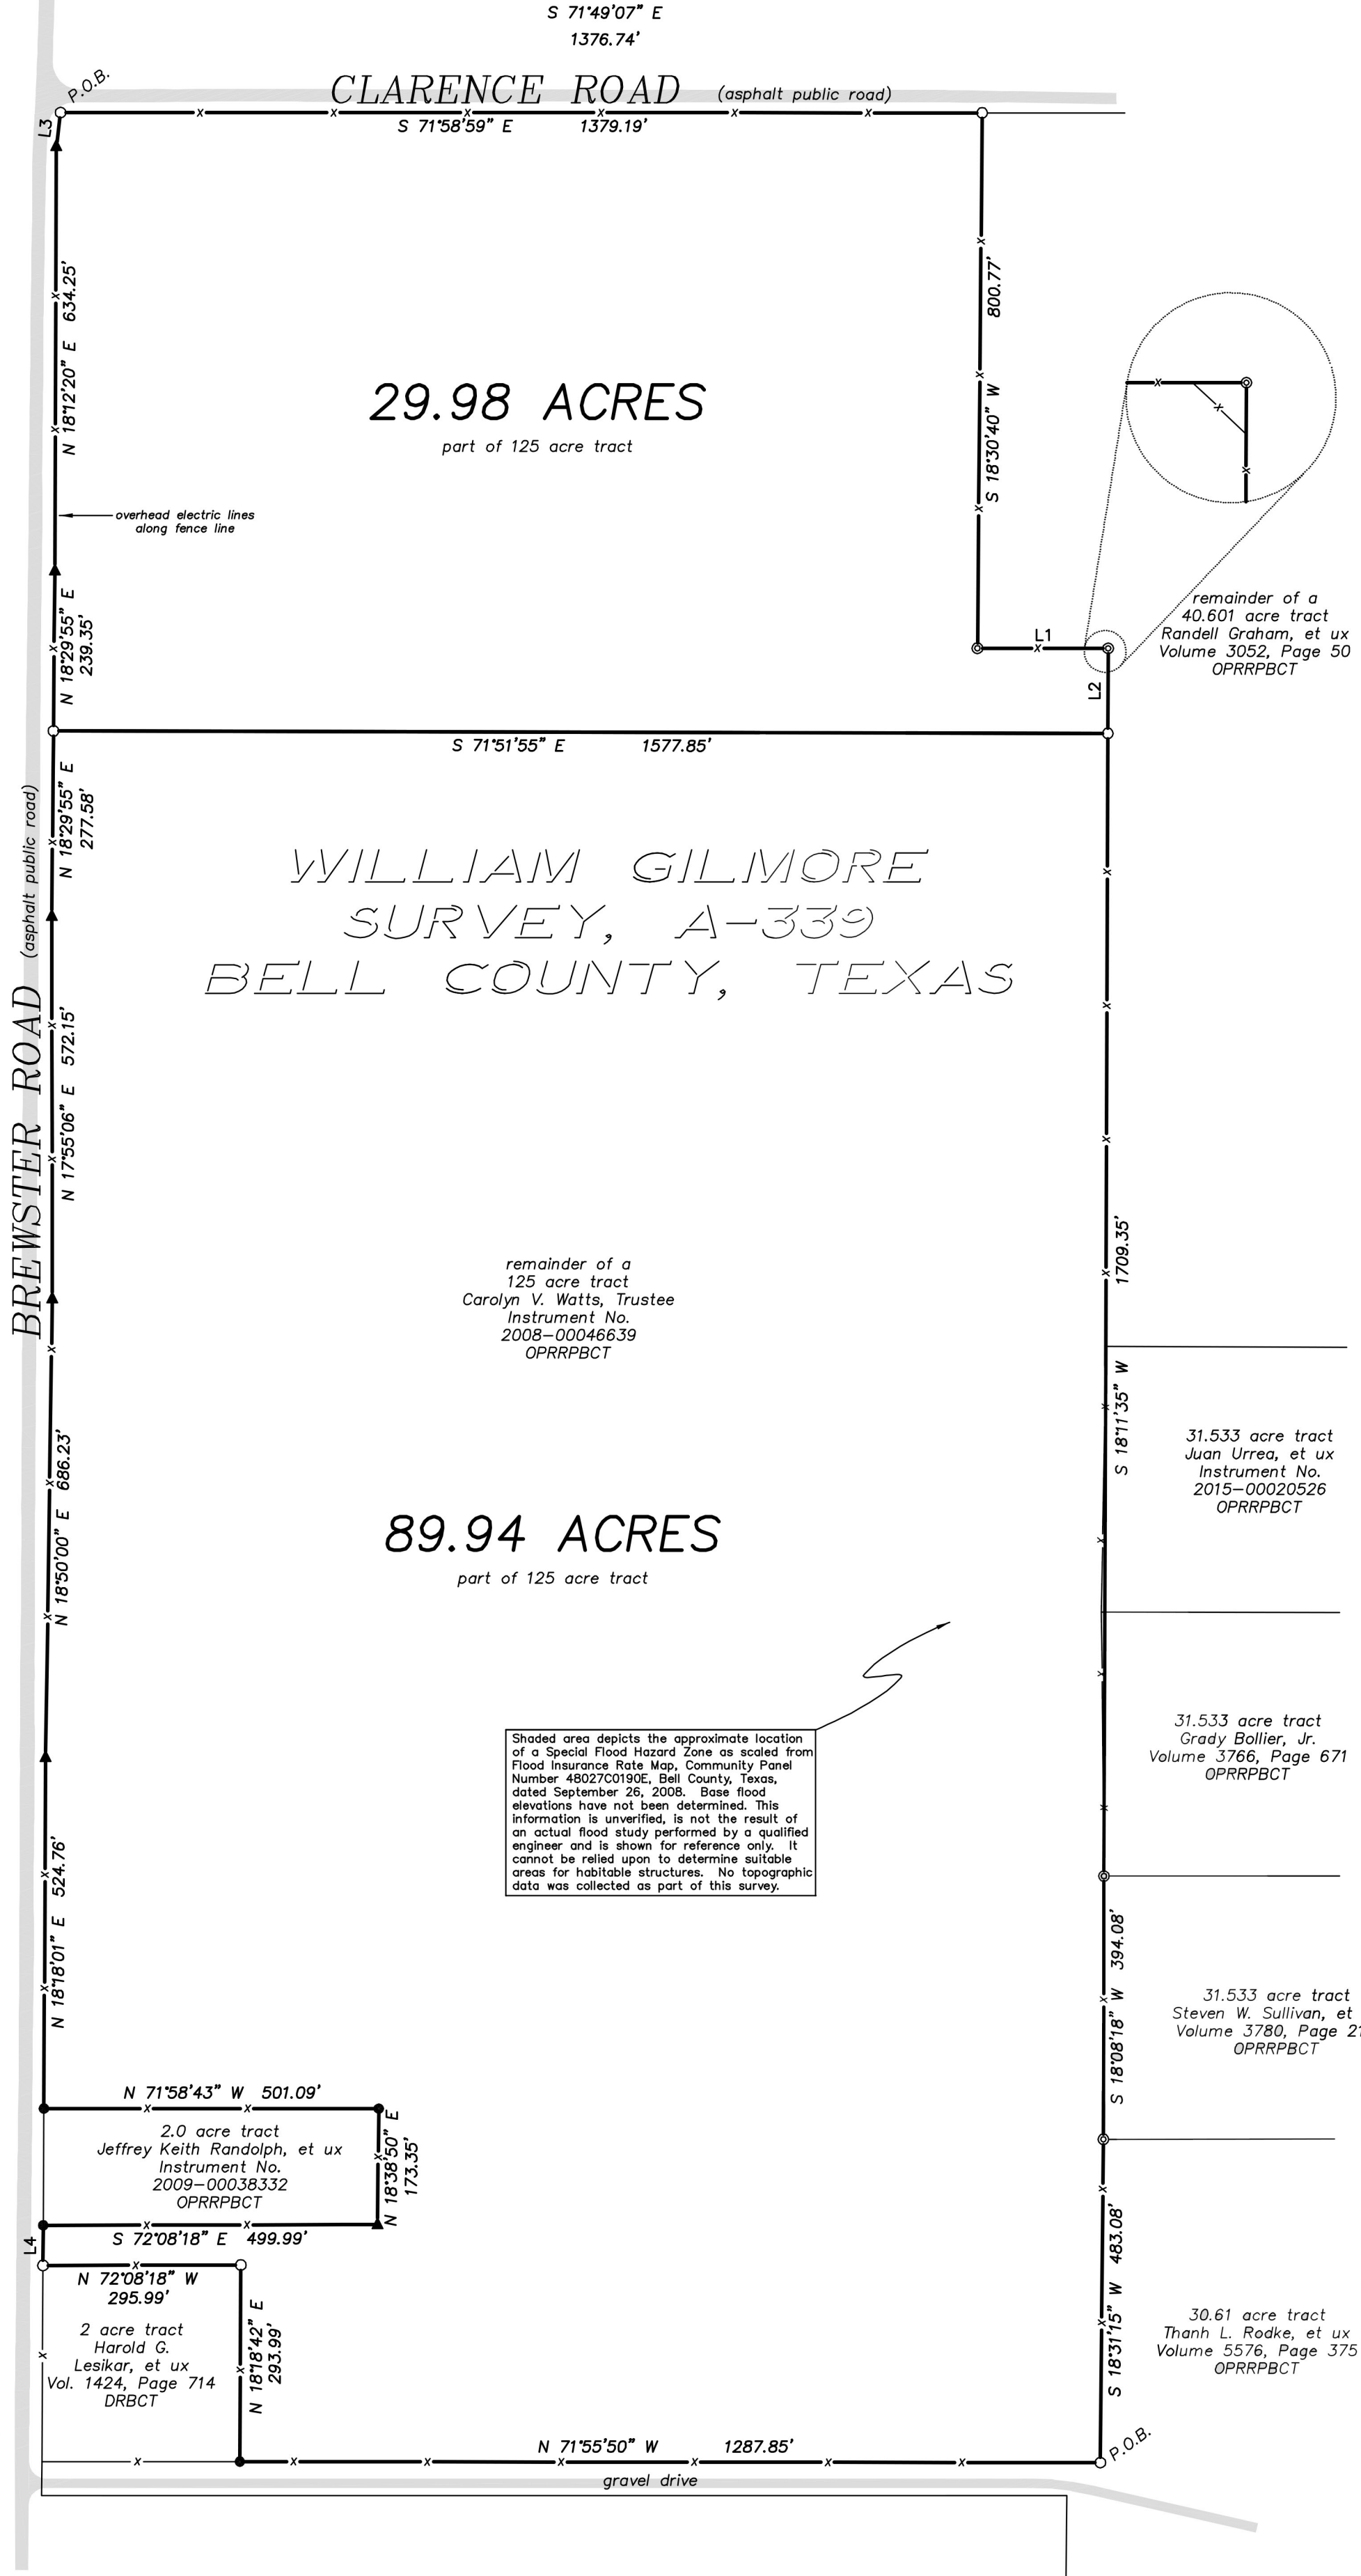 S 71°49'07" E
1376.74'
P.O.B.
CLARENCE ROAD (asphalt public road)
S 71°58'59" E 1379.19'
L3
N 18°12'20" E 634.25'
800.77'
S 18°30'40" W
29.98 ACRES
part of 125 acre tract
overhead electric lines
along fence line
N 18°29'55" E
239.35'
remainder of a
40.601 acre tract
Randell Graham, et ux
Volume 3052, Page 50
OPRRPBCT
L1
L2
S 71°51'55" E 1577.85'
N 18°29'55" E
277.58'
BREWSTER ROAD (asphalt public road)
WILLIAM GILMORE
SURVEY, A-339
BELL COUNTY, TEXAS
N 17°55'06" E 572.15'
remainder of a
125 acre tract
Carolyn V. Watts, Trustee
Instrument No.
2008-00046639
OPRRPBCT
S 18°11'35" W 1709.35'
31.533 acre tract
Juan Urrea, et ux
Instrument No.
2015-00020526
OPRRPBCT
N 18°50'00" E 686.23'
89.94 ACRES
part of 125 acre tract
31.533 acre tract
Grady Bollier, Jr.
Volume 3766, Page 671
OPRRPBCT
Shaded area depicts the approximate location
of a Special Flood Hazard Zone as scaled from
Flood Insurance Rate Map, Community Panel
Number 48027C0190E, Bell County, Texas,
dated September 26, 2008. Base flood
elevations have not been determined. This
information is unverified, is not the result of
an actual flood study performed by a qualified
engineer and is shown for reference only. It
cannot be relied upon to determine suitable
areas for habitable structures. No topographic
data was collected as part of this survey.
N 18°18'01" E 524.76'
S 18°08'18" W 394.08'
31.533 acre tract
Steven W. Sullivan, et
Volume 3780, Page
OPRRPBCT
N 71°58'43" W 501.09'
2.0 acre tract
Jeffrey Keith Randolph, et ux
Instrument No.
2009-00038332
OPRRPBCT
N 18°38'50" E
173.35'
S 72°08'18" E 499.99'
L4
N 72°08'18" W
295.99'
2 acre tract
Harold G.
Lesikar, et ux
Vol. 1424, Page 714
DRBCT
N 18°18'42" E
293.99'
S 18°31'15" W 483.08'
30.61 acre tract
Thanh L. Rodke, et ux
Volume 5576, Page 375
OPRRPBCT
N 71°55'50" W 1287.85'
P.O.B.
gravel drive